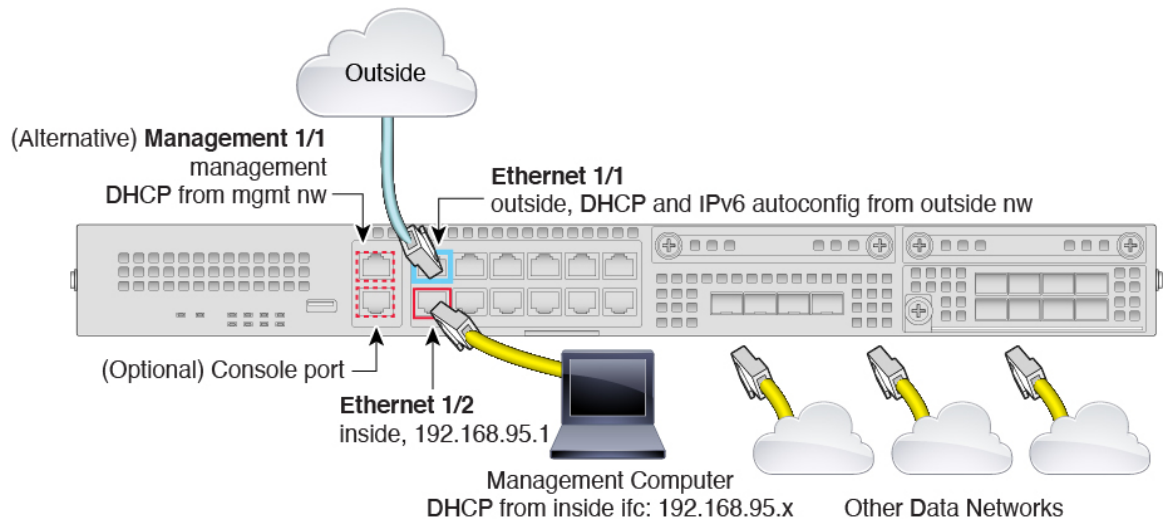 Outside
(Alternative) Management 1/1
management
DHCP from mgmt nw
Ethernet 1/1
outside, DHCP and IPv6 autoconfig from outside nw
(Optional) Console port
Ethernet 1/2
inside, 192.168.95.1
Management Computer
DHCP from inside ifc: 192.168.95.x
Other Data Networks